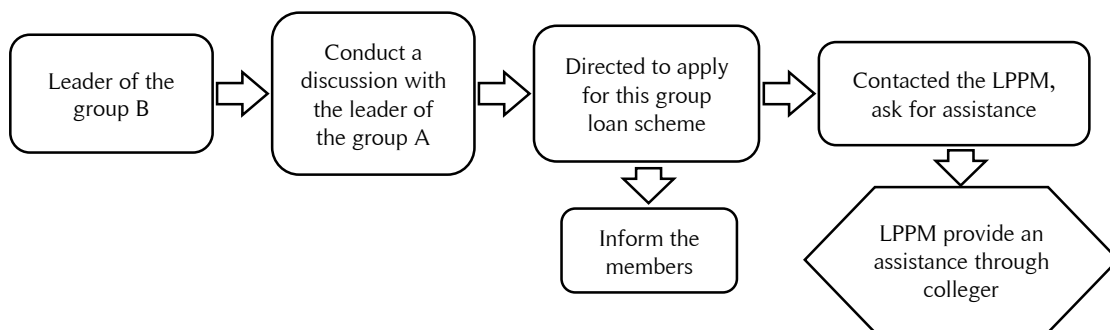 Leader of the
group B
Conduct a
discussion with
the leader of
the group A
Directed to apply
for this group
loan scheme
Contacted the LPPM,
ask for assistance
Inform the
members
LPPM provide an
assistance through
colleger